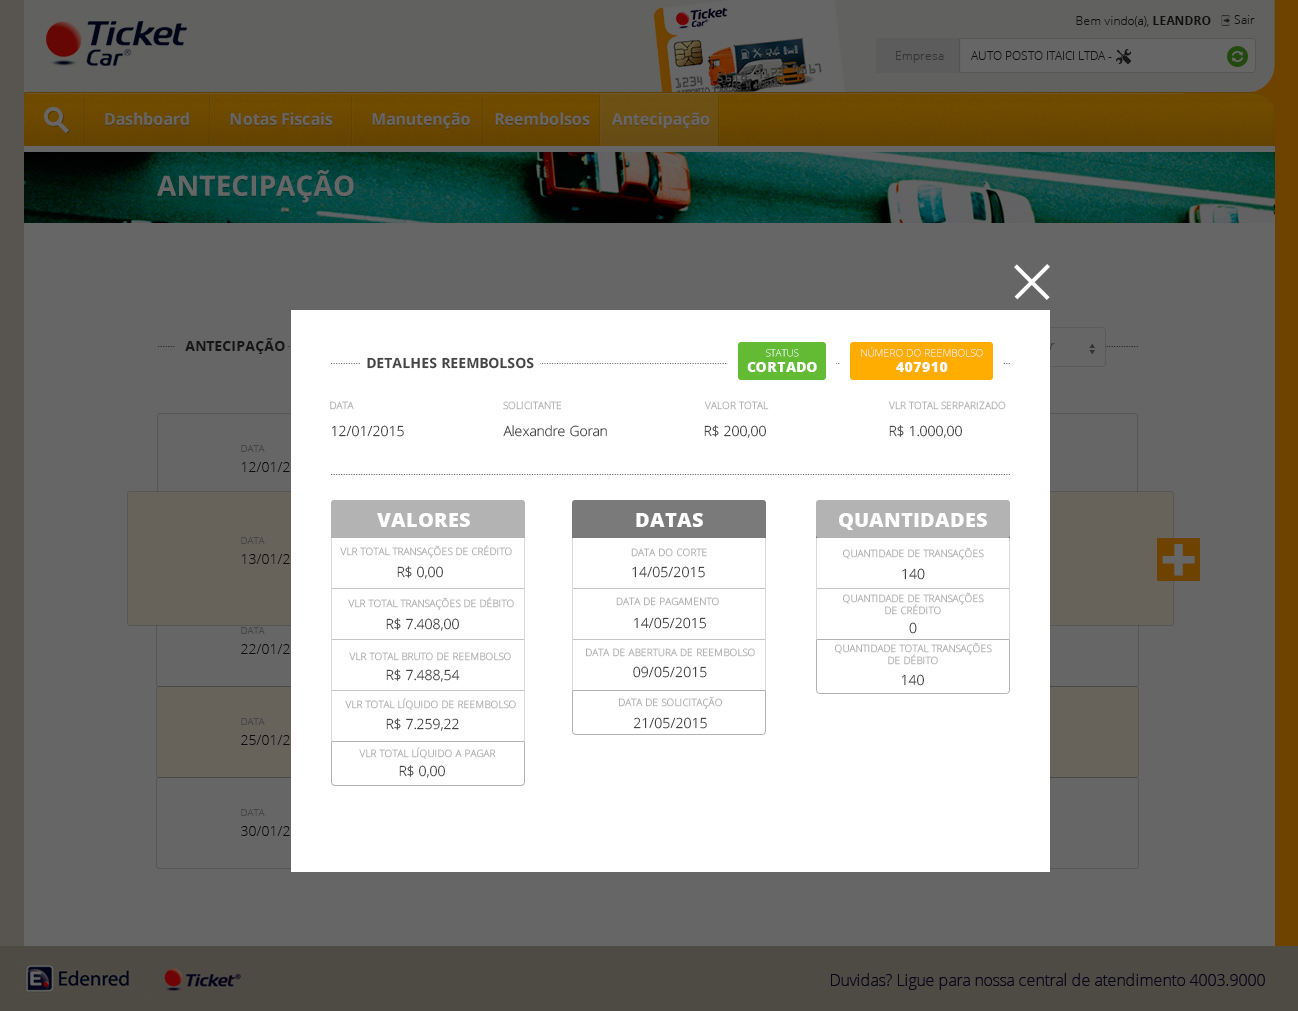 Ticket
Car®
Ticket
Car
Bem vindo(a), LEANDRO
Sair
Empresa
AUTO POSTO ITAICI LTDA -
Dashboard
Notas Fiscais
Manutenção
Reembolsos
Antecipação
ANTECIPAÇÃO
ANTECIPAÇÃO
DETALHES REEMBOLSOS
STATUS
CORTADO
NÚMERO DO REEMBOLSO
407910
DATA
SOLICITANTE
VALOR TOTAL
VLR TOTAL SERPARIZADO
12/01/2015
Alexandre Goran
R$ 200,00
R$ 1.000,00
VALORES
VLR TOTAL TRANSAÇÕES DE CRÉDITO
R$ 0,00
VLR TOTAL TRANSAÇÕES DE DÉBITO
R$ 7.408,00
VLR TOTAL BRUTO DE REEMBOLSO
R$ 7.488,54
VLR TOTAL LÍQUIDO DE REEMBOLSO
R$ 7.259,22
VLR TOTAL LÍQUIDO A PAGAR
R$ 0,00
DATAS
DATA DO CORTE
14/05/2015
DATA DE PAGAMENTO
14/05/2015
DATA DE ABERTURA DE REEMBOLSO
09/05/2015
DATA DE SOLICITAÇÃO
21/05/2015
QUANTIDADES
QUANTIDADE DE TRANSAÇÕES
140
QUANTIDADE DE TRANSAÇÕES
DE CRÉDITO
0
QUANTIDADE TOTAL TRANSAÇÕES
DE DÉBITO
140
DATA
12/01/2
DATA
13/01/2
DATA
22/01/2
DATA
25/01/2
DATA
30/01/2
Edenred
Ticket®
Duvidas? Ligue para nossa central de atendimento 4003.9000